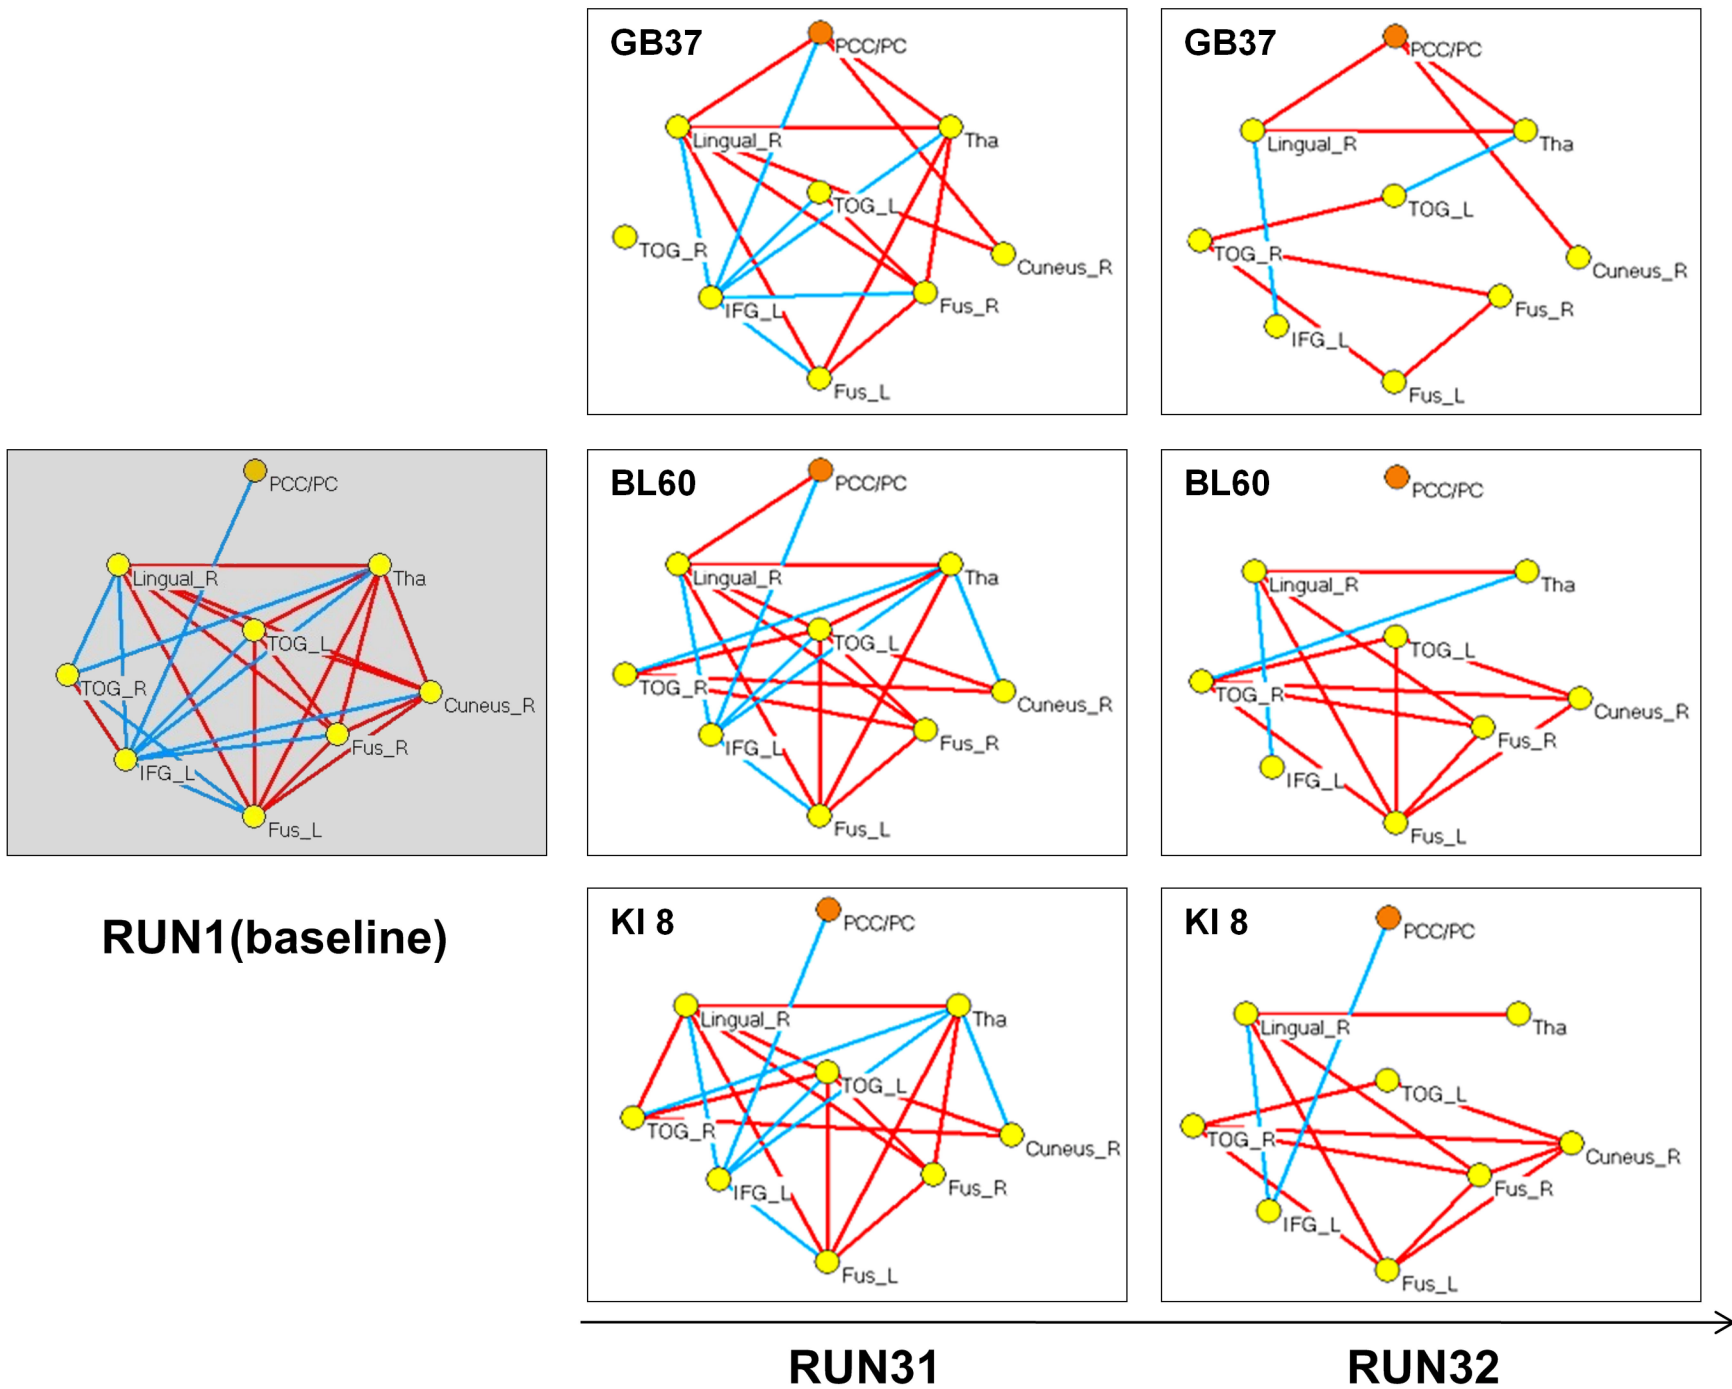 GB37
PCC/PC
Lingual_R
Tha
TOG_L
TOG_R
Cuneus_R
IFG_L
Fus_R
Fus_L
GB37
PCC/PC
Lingual_R
Tha
TOG_L
TOG_R
Cuneus_R
Fus_R
IFG_L
Fus_L
PCC/PC
Lingual_R
Tha
TOG_L
TOG_R
Cuneus_R
Fus_R
IFG_L
Fus_L
RUN1(baseline)
BL60
PCC/PC
Lingual_R
Tha
TOG_L
TOG_R
Cuneus_R
Fus_R
IFG_L
Fus_L
BL60
PCC/PC
Lingual_R
Tha
TOG_L
TOG_R
Cuneus_R
Fus_R
IFG_L
Fus_L
KI 8
PCC/PC
Lingual_R
Tha
TOG_L
TOG_R
Cuneus_R
Fus_R
IFG_L
Fus_L
KI 8
PCC/PC
Lingual_R
Tha
TOG_L
TOG_R
Cuneus_R
Fus_R
IFG_L
Fus_L
RUN31
RUN32